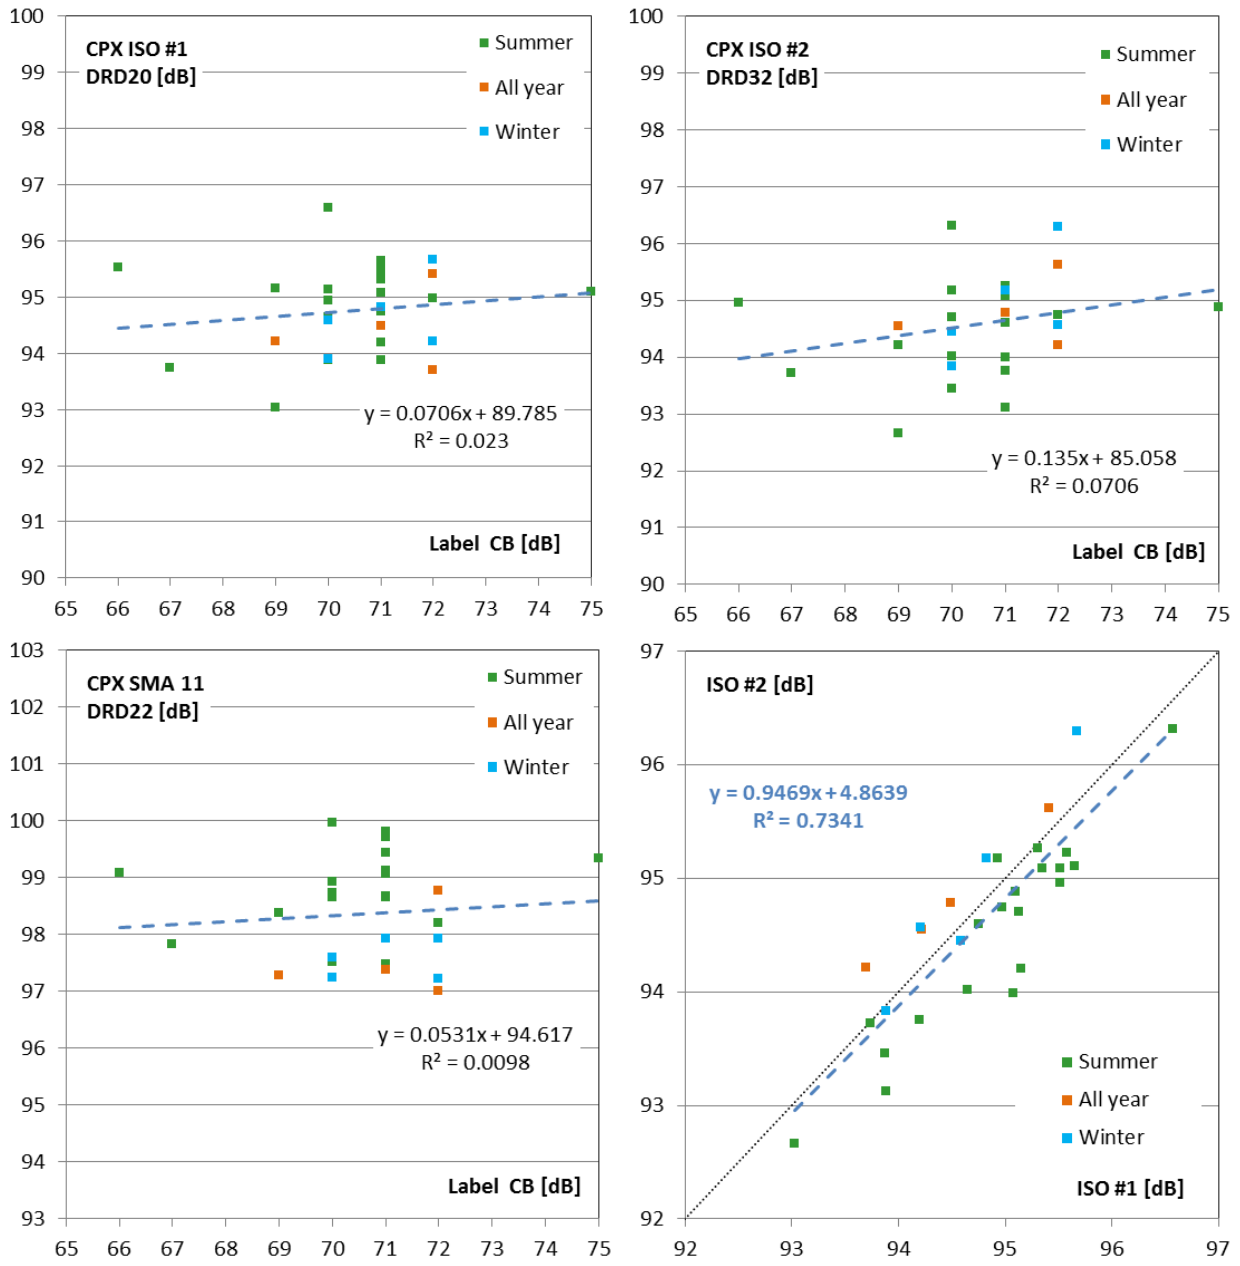 CPX ISO #1
DRD20 [dB]
Summer
All year
Winter
100
99
98
97
96
95
94
93
92
91
90
y = 0.0706x + 89.785
R² = 0.023
Label CB [dB]
65 66 67 68 69 70 71 72 73 74 75
CPX ISO #2
DRD32 [dB]
Summer
All year
Winter
100
99
98
97
96
95
94
93
92
91
90
y = 0.135x + 85.058
R² = 0.0706
Label CB [dB]
65 66 67 68 69 70 71 72 73 74 75
CPX SMA 11
DRD22 [dB]
Summer
All year
Winter
103
102
101
100
99
98
97
96
95
94
93
y = 0.0531x + 94.617
R² = 0.0098
Label CB [dB]
65 66 67 68 69 70 71 72 73 74 75
ISO #2 [dB]
97
96
95
94
93
92
y = 0.9469x + 4.8639
R² = 0.7341
Summer
All year
Winter
ISO #1 [dB]
92 93 94 95 96 97